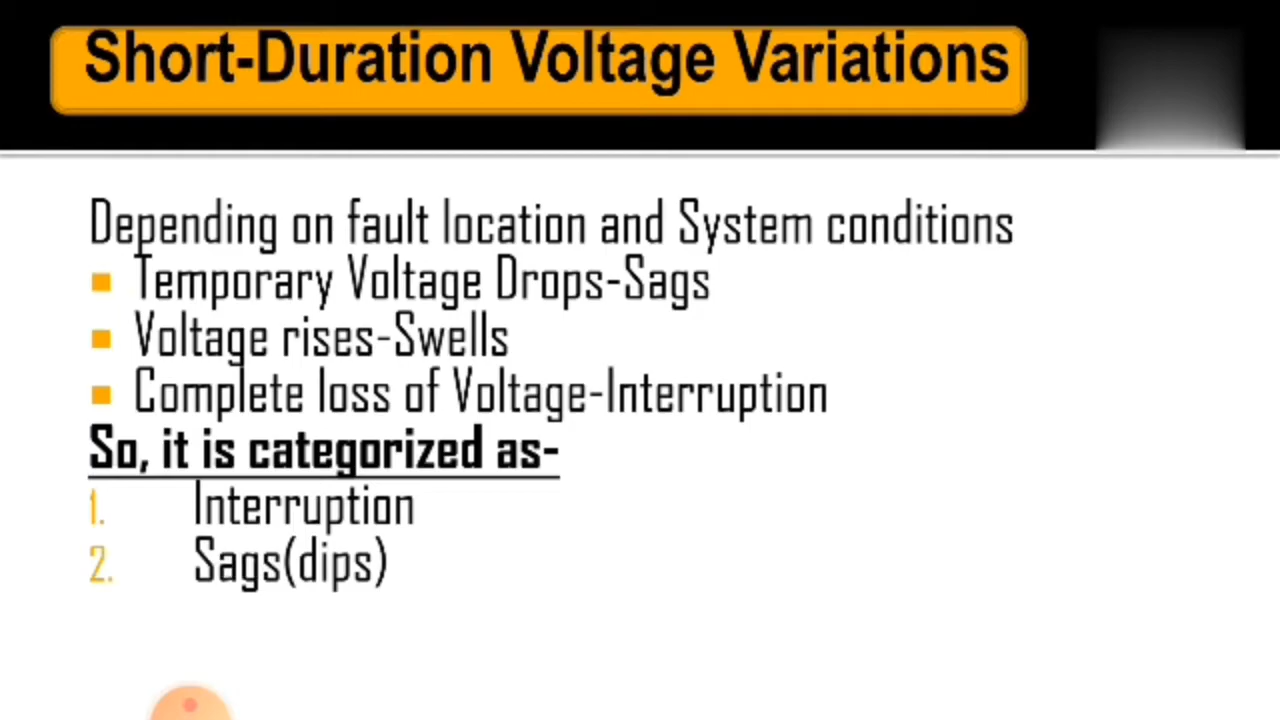 Short-Duration Voltage Variations
Depending on fault location and System conditions
Temporary Voltage Drops-Sags
Voltage rises-Swells
Complete loss of Voltage-Interruption
So, it is categorized as-
1. Interruption
2. Sags(dips)